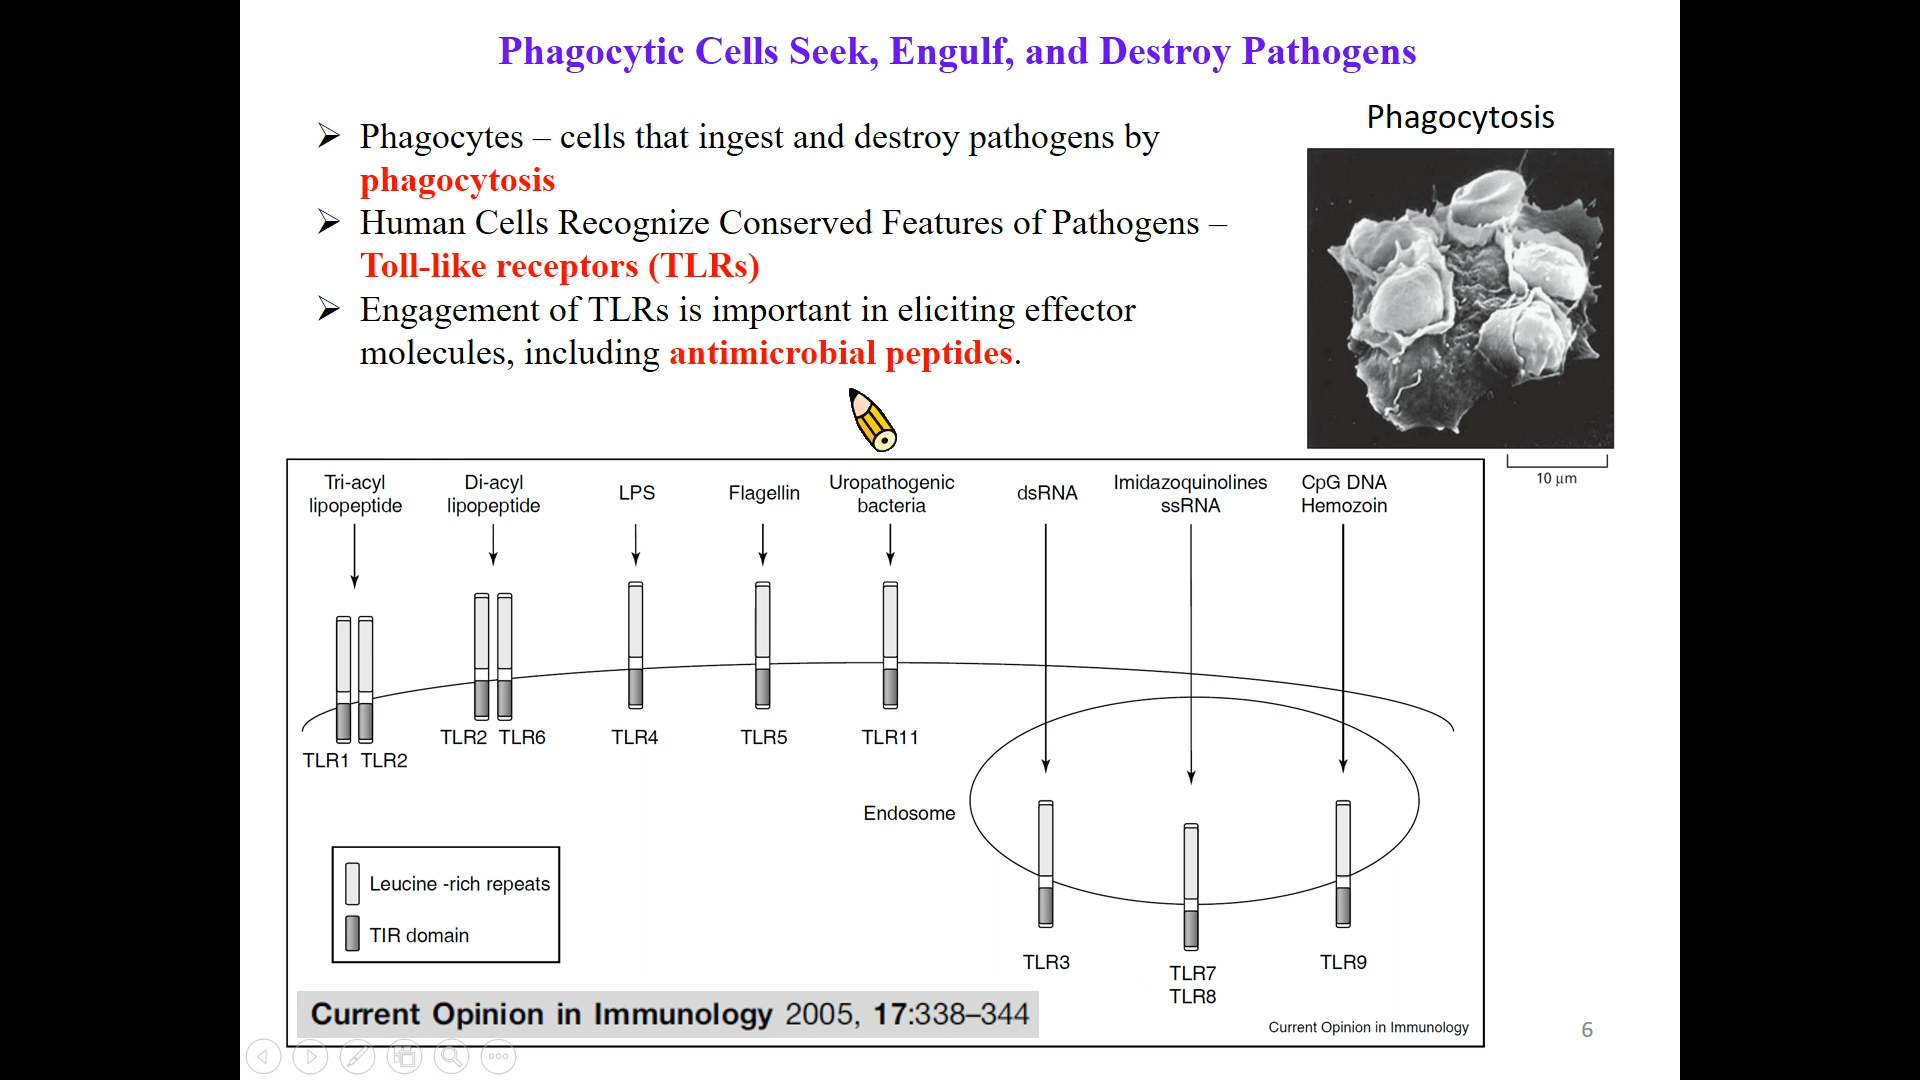 Phagocytic Cells Seek, Engulf, and Destroy Pathogens
➢ Phagocytes – cells that ingest and destroy pathogens by
phagocytosis
➢ Human Cells Recognize Conserved Features of Pathogens –
Toll-like receptors (TLRs)
➢ Engagement of TLRs is important in eliciting effector
molecules, including antimicrobial peptides.
Phagocytosis
10 µm
Tri-acyl
lipopeptide
Di-acyl
lipopeptide
LPS
Flagellin
Uropathogenic
bacteria
dsRNA
Imidazoquinolines
ssRNA
CpG DNA
Hemozoin
TLR1 TLR2
TLR2 TLR6
TLR4
TLR5
TLR11
Endosome
TLR3
TLR7
TLR8
TLR9
Leucine -rich repeats
TIR domain
Current Opinion in Immunology 2005, 17:338–344
Current Opinion in Immunology
6